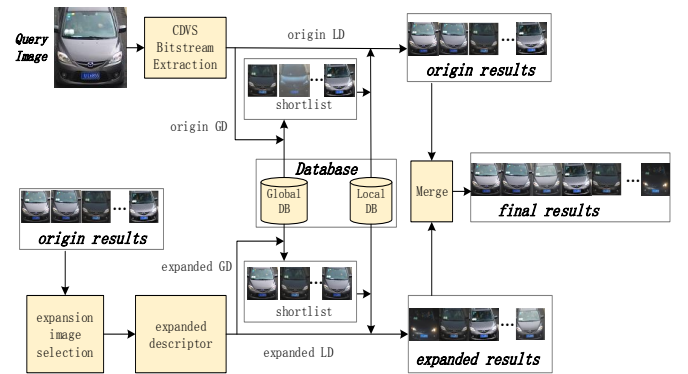 Query
Image
CDVS
Bitstream
Extraction
origin LD
origin results
shortlist
origin GD
Database
Global
DB
Local
DB
Merge
final results
origin results
expanded GD
shortlist
expansion
image
selection
expanded
descriptor
expanded LD
expanded results